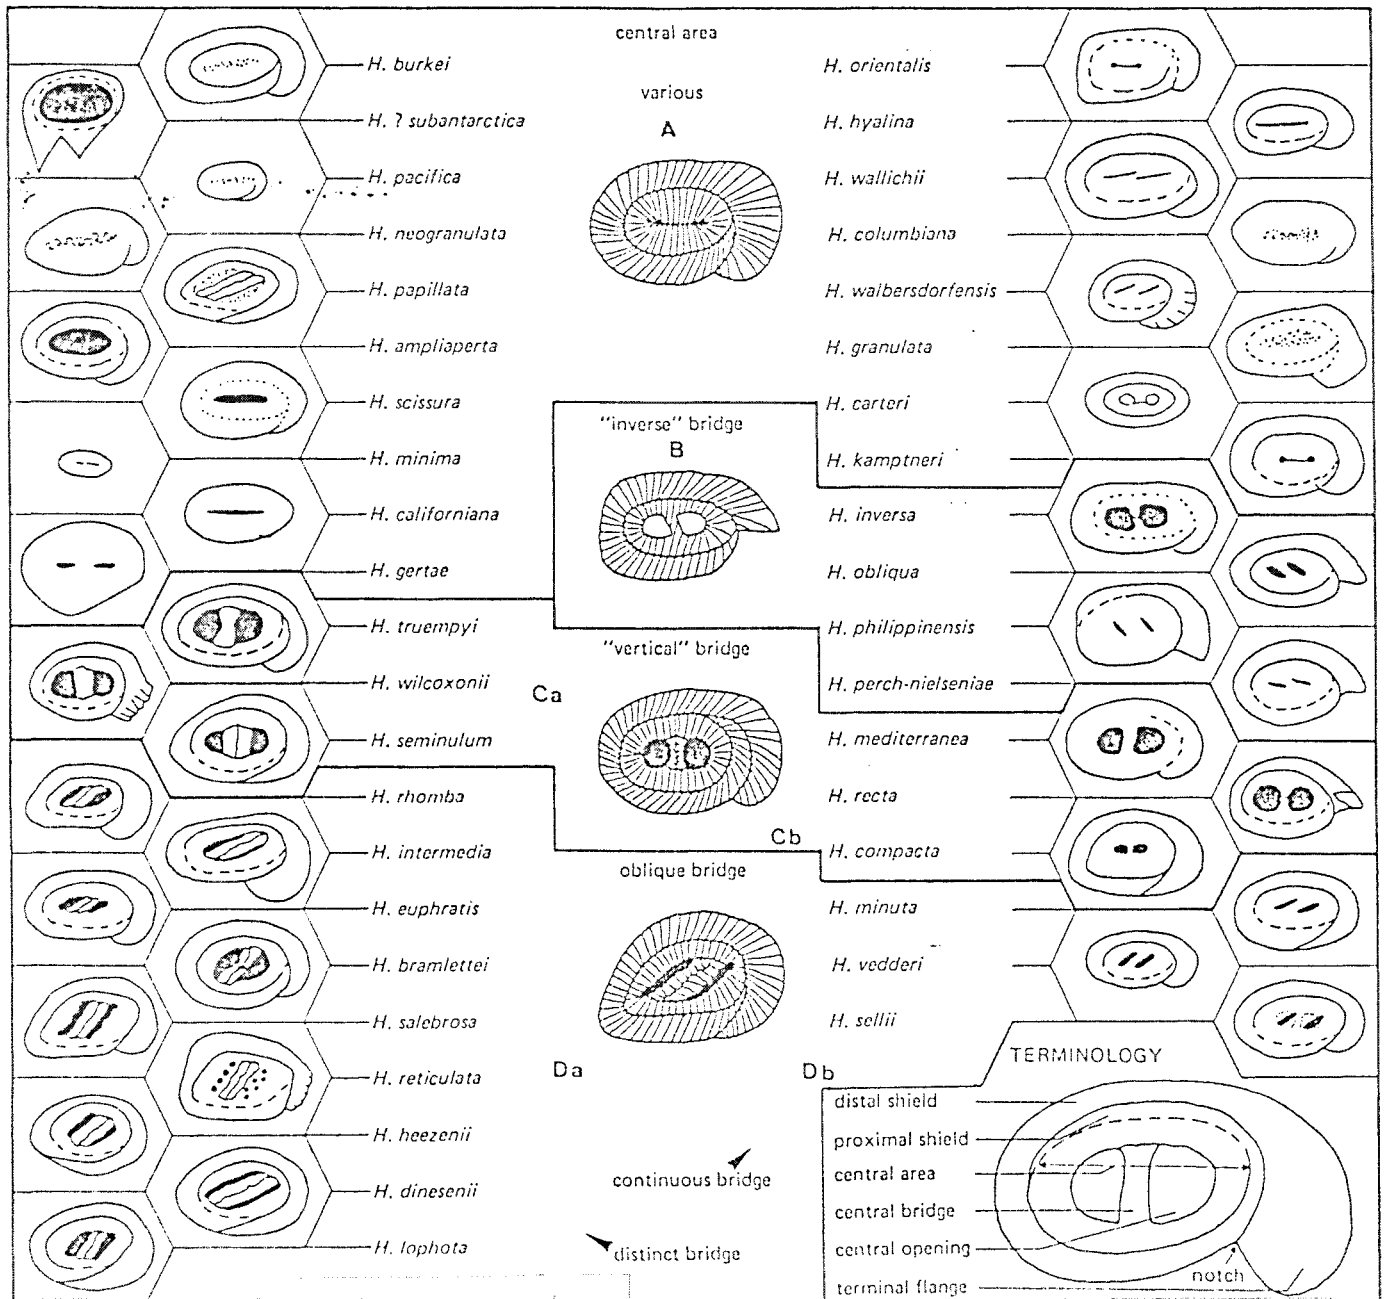 central area
various
A
H. burkei
H. ? subantarctica
H. pacifica
H. neogranulata
H. papillata
H. ampliaperta
H. scissura
H. minima
H. californiana
H. gertae
H. truempyi
H. wilcoxonii
H. seminulum
H. rhomba
H. intermedia
H. euphratis
H. bramlettei
H. salebrosa
H. reticulata
H. heezenii
H. dinesenii
H. lophota
"inverse" bridge
B
"vertical" bridge
Ca
Cb
oblique bridge
Da
Db
continuous bridge
distinct bridge
H. orientalis
H. hyalina
H. wallichii
H. columbiana
H. walbersdorfensis
H. granulata
H. carteri
H. kamptneri
H. inversa
H. obliqua
H. philippinensis
H. perch-nielseniae
H. mediterranea
H. recta
H. compacta
H. minuta
H. vedderi
H. sellii
TERMINOLOGY
distal shield
proximal shield
central area
central bridge
central opening
terminal flange
notch